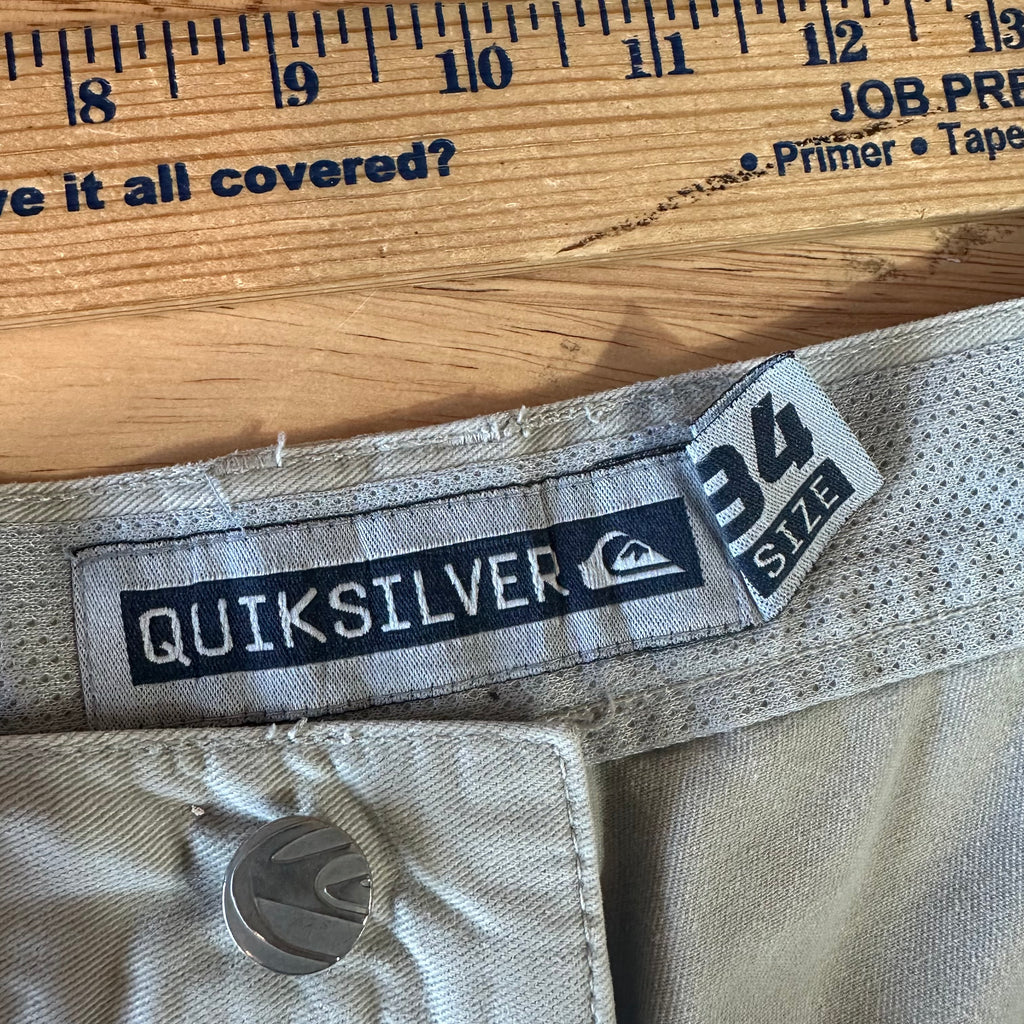 8 9 10 11 12 13
JOB PRE
ve it all covered? • Primer • Tape
QUIKSILVER
34
SIZE